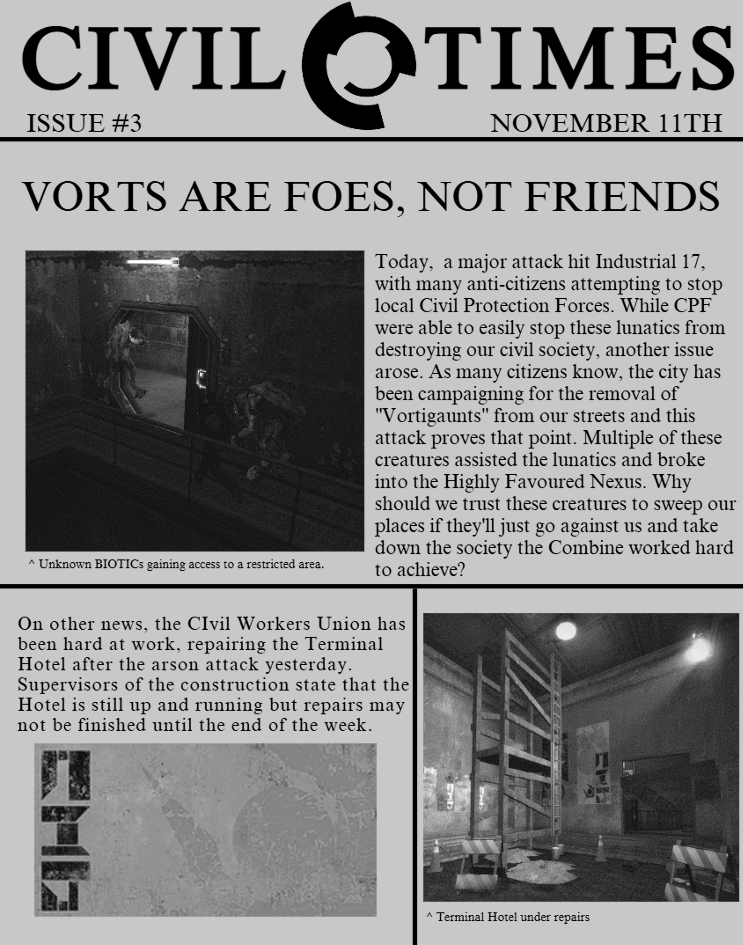 CIVIL TIMES
ISSUE #3
NOVEMBER 11TH
VORTS ARE FOES, NOT FRIENDS
Today,  a major attack hit Industrial 17,
with many anti-citizens attempting to stop
local Civil Protection Forces. While CPF
were able to easily stop these lunatics from
destroying our civil society, another issue
arose. As many citizens know, the city has
been campaigning for the removal of
"Vortigaunts" from our streets and this
attack proves that point. Multiple of these
creatures assisted the lunatics and broke
into the Highly Favoured Nexus. Why
should we trust these creatures to sweep our
places if they'll just go against us and take
down the society the Combine worked hard
to achieve?
^ Unknown BIOTICs gaining access to a restricted area.
On other news, the CIvil Workers Union has
been hard at work, repairing the Terminal
Hotel after the arson attack yesterday.
Supervisors of the construction state that the
Hotel is still up and running but repairs may
not be finished until the end of the week.
^ Terminal Hotel under repairs